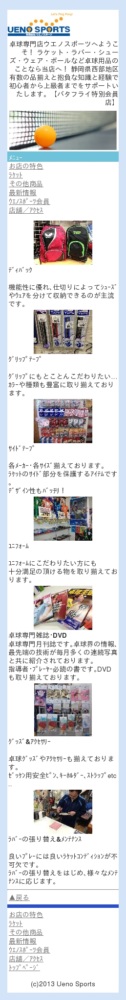 Let's Ping Pong!
UENO SPORTS
有限会社 ウエノスポーツ
卓球専門店ウエノスポーツへようこ
そ！ ラケット・ラバー・シュー
ズ・ウェア・ボールなど卓球用品の
ことなら当店へ！ 静岡県西部地区
有数の品揃えと抱負な知識と経験で
初心者から上級者までをサポートい
たします。【バタフライ特別会員
店】
ﾒﾆｭｰ
お店の特色
ﾗｹｯﾄ
その他商品
最新情報
ｳｴﾉｽﾎﾟｰﾂ会員
店舗／ｱｸｾｽ
TSP
ﾃﾞｨﾊﾞｯｸ
機能性に優れ､仕切りによってｼｭｰｽﾞ
やｳｪｱを分けて収納できるのが主流
です。
ｸﾞﾘｯﾌﾟﾃｰﾌﾟ
ｸﾞﾘｯﾌﾟにもとことんこだわりたい…
ｶﾗｰや種類も豊富に取り揃えており
ます。
ｻｲﾄﾞﾃｰﾌﾟ
各ﾒｰｶｰ･各ｻｲｽﾞ揃えております。
ﾗｹｯﾄのｻｲﾄﾞ部分を保護するｱｲﾃﾑです
。
ﾃﾞｻﾞｲﾝ性もﾊﾞｯﾁﾘ！
ﾕﾆﾌｫｰﾑ
ﾕﾆﾌｫｰﾑにこだわりたい方にも
十分満足の頂ける物を取り揃えてお
ります。
卓球王国
卓球専門雑誌･DVD
卓球専門月刊誌です｡卓球界の情報､
最先端の技術が毎月多くの連続写真
と共に紹介されております。
指導者･ﾌﾟﾚｰﾔｰ必読の書です｡DVD
も取り揃えております。
ｸﾞｯｽﾞ&ｱｸｾｻﾘｰ
卓球ｸﾞｯｽﾞやｱｸｾｻﾘｰも揃えておりま
す。
ｾﾞｯｹﾝ用安全ﾋﾟﾝ､ｷｰﾎﾙﾀﾞｰ､ｽﾄﾗｯﾌﾟetc
..
ﾗﾊﾞｰの張り替え&ﾒﾝﾃﾅﾝｽ
良いﾌﾟﾚｰには良いﾗｹｯﾄｺﾝﾃﾞｨｼｮﾝが不
可欠です。
ﾗﾊﾞｰの張り替えをはじめ､様々なﾒﾝﾃ
ﾅﾝｽに応じます。
▲戻る
お店の特色
ﾗｹｯﾄ
その他商品
最新情報
ｳｴﾉｽﾎﾟｰﾂ会員
店舗／ｱｸｾｽ
ﾄｯﾌﾟﾍﾟｰｼﾞ
(c)2013 Ueno Sports